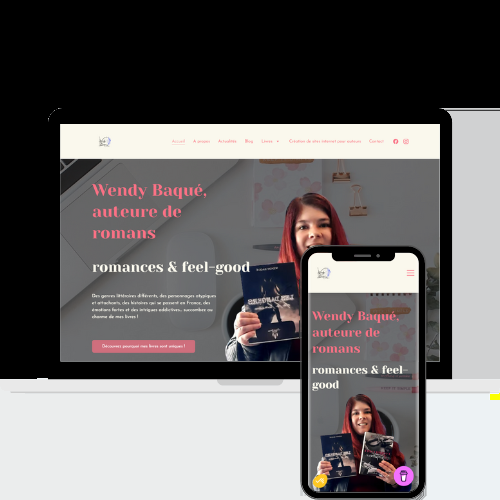 Accueil A propos Actualités Blog Livres Création de sites internet pour auteurs Contact
Wendy Baqué,
auteure de
romans
romances & feel-good
Des genres littéraires différents, des personnages atypiques
et attachants, des histoires qui se passent en France, des
émotions fortes et des intrigues addictives... succombez au
charme de mes livres !
Découvrez pourquoi mes livres sont uniques !
Wendy Baqué,
auteure de
romans
romances & feel-
good